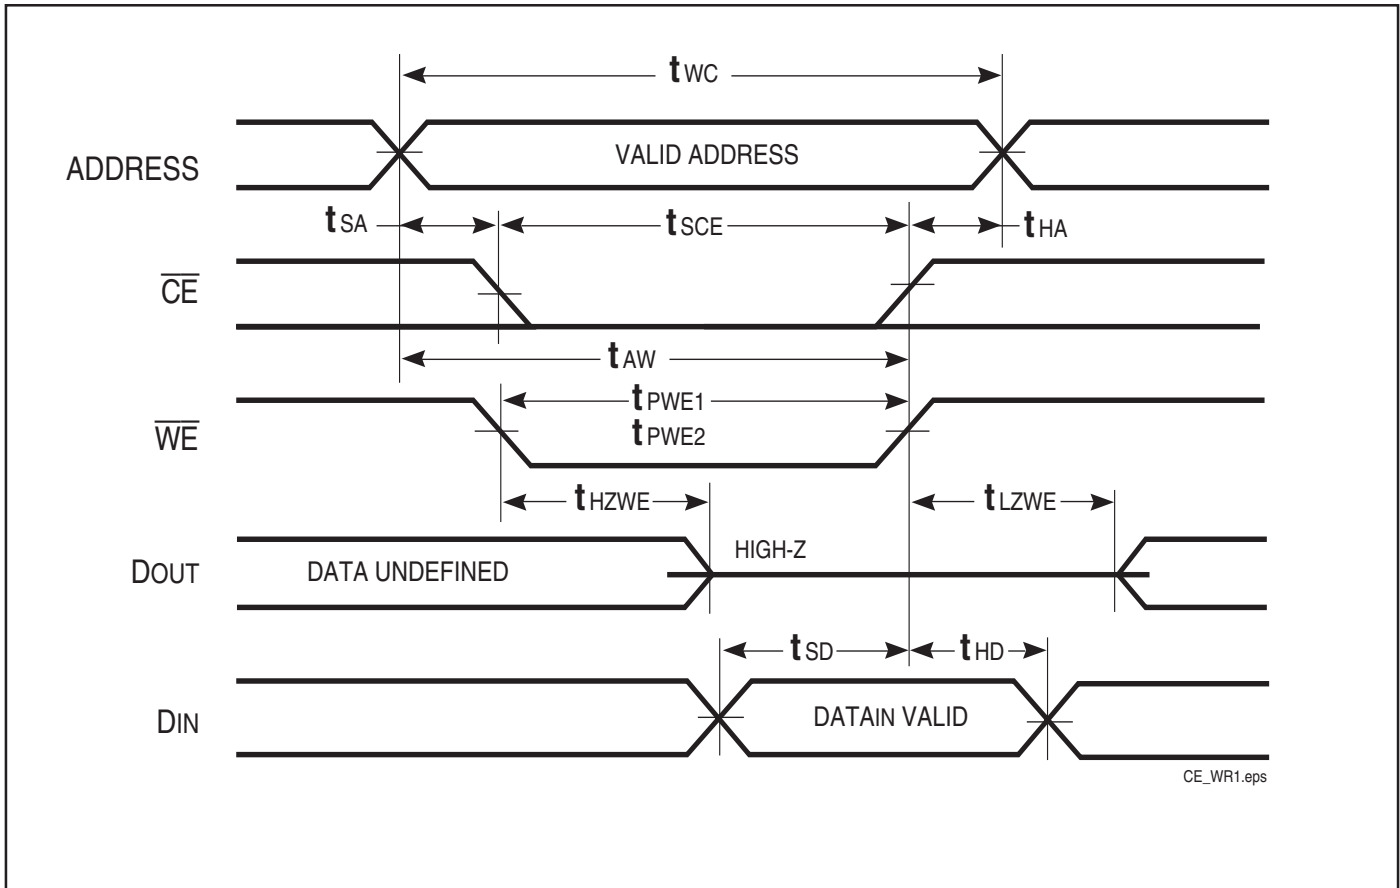 tWC
ADDRESS
VALID ADDRESS
tSA
tSCE
tHA
CE
tAW
tPWE1
WE
tPWE2
tHZWE
tLZWE
HIGH-Z
DOUT
DATA UNDEFINED
tSD
tHD
DIN
DATAIN VALID
CE_WR1.eps